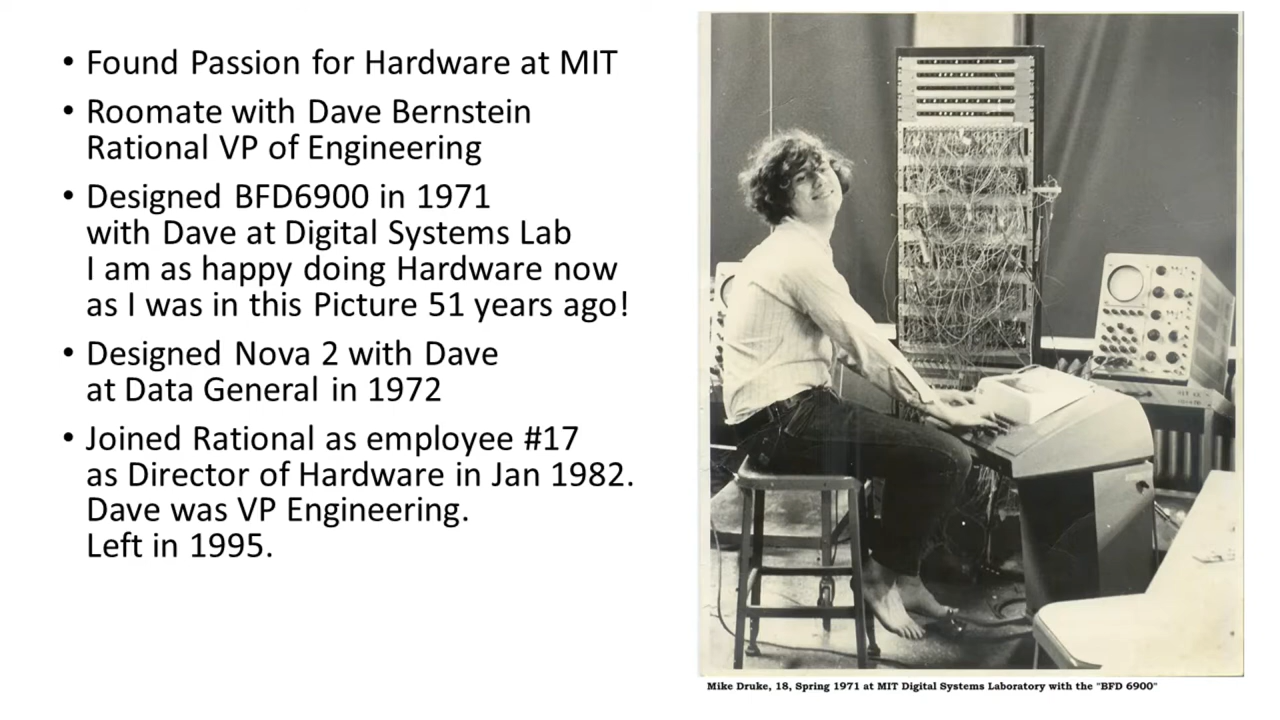 • Found Passion for Hardware at MIT
• Roomate with Dave Bernstein
Rational VP of Engineering
• Designed BFD6900 in 1971
with Dave at Digital Systems Lab
I am as happy doing Hardware now
as I was in this Picture 51 years ago!
• Designed Nova 2 with Dave
at Data General in 1972
• Joined Rational as employee #17
as Director of Hardware in Jan 1982.
Dave was VP Engineering.
Left in 1995.
Mike Druke, 18, Spring 1971 at MIT Digital Systems Laboratory with the "BFD 6900"